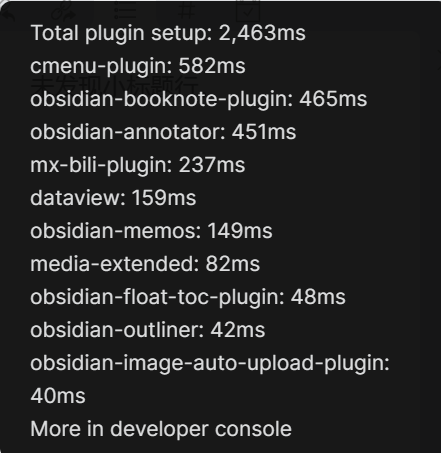 Total plugin setup: 2,463ms
cmenu-plugin: 582ms
obsidian-booknote-plugin: 465ms
obsidian-annotator: 451ms
mx-bili-plugin: 237ms
dataview: 159ms
obsidian-memos: 149ms
media-extended: 82ms
obsidian-float-toc-plugin: 48ms
obsidian-outliner: 42ms
obsidian-image-auto-upload-plugin:
40ms
More in developer console